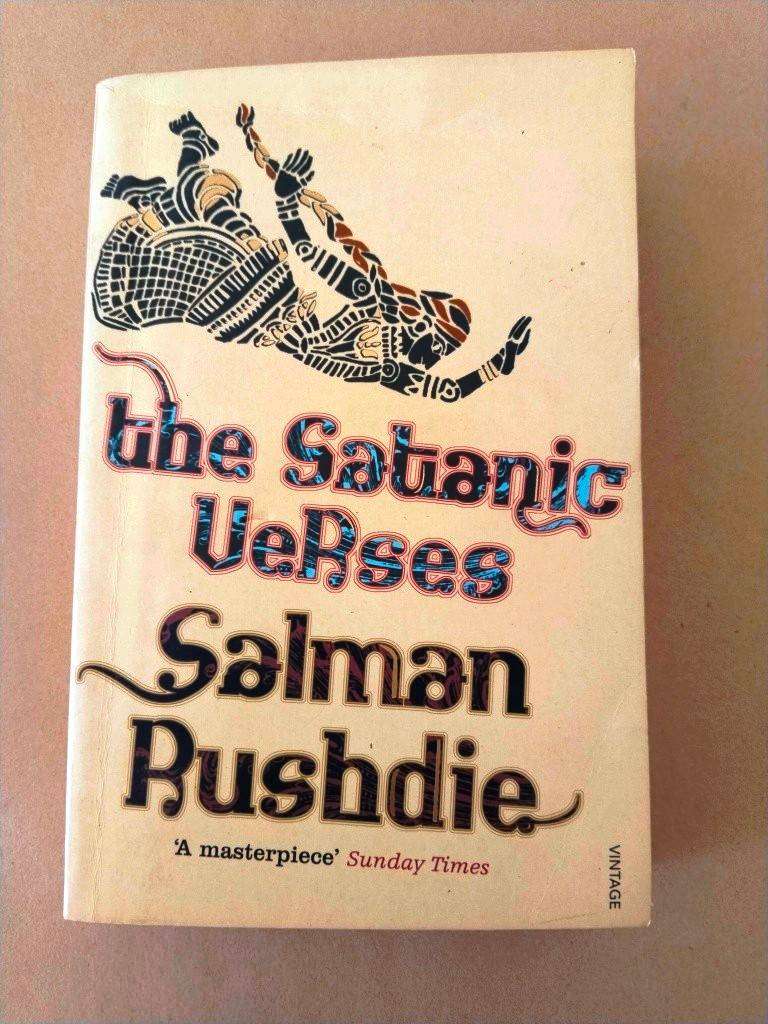 the Satanic
VeRses
Salman
Rushdie
'A masterpiece' Sunday Times
VINTAGE